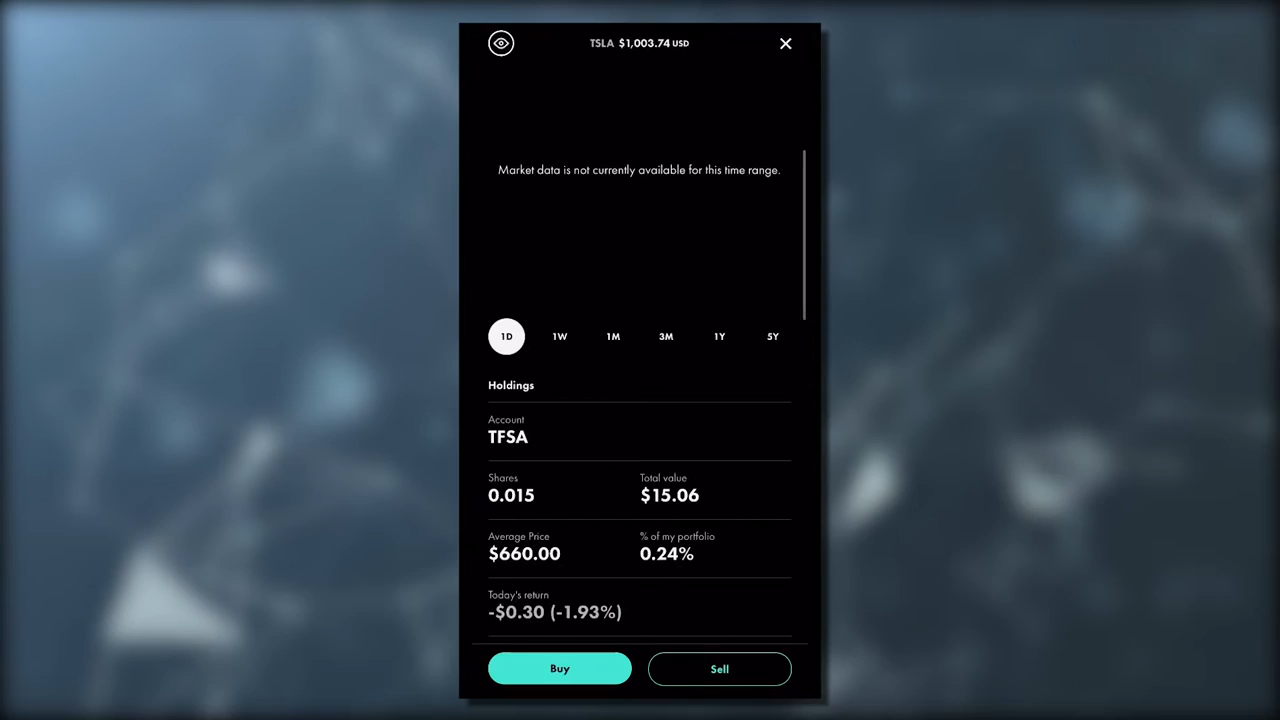 TSLA $1,003.74 USD
Market data is not currently available for this time range.
1D 1W 1M 3M 1Y 5Y
Holdings
Account
TFSA
Shares Total value
0.015 $15.06
Average Price % of my portfolio
$660.00 0.24%
Today's return
-$0.30 (-1.93%)
Buy Sell